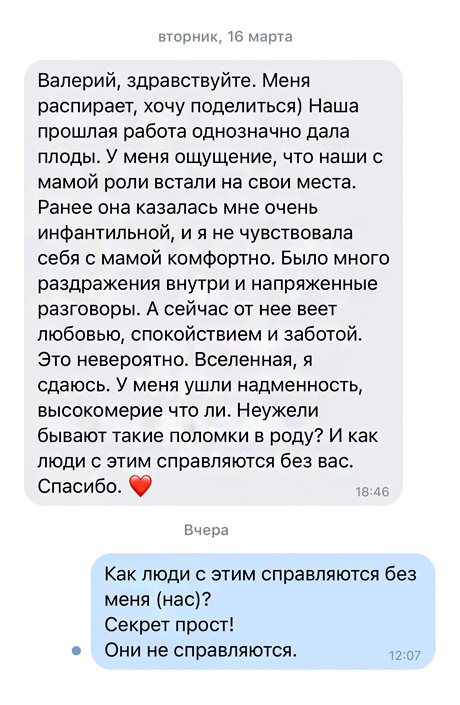 вторник, 16 марта
Валерий, здравствуйте. Меня
распирает, хочу поделиться) Наша
прошлая работа однозначно дала
плоды. У меня ощущение, что наши с
мамой роли встали на свои места.
Ранее она казалась мне очень
инфантильной, и я не чувствовала
себя с мамой комфортно. Было много
раздражения внутри и напряженные
разговоры. А сейчас от нее веет
любовью, спокойствием и заботой.
Это невероятно. Вселенная, я
сдаюсь. У меня ушли надменность,
высокомерие что ли. Неужели
бывают такие поломки в роду? И как
люди с этим справляются без вас.
Спасибо. ❤️
18:46
Вчера
Как люди с этим справляются без
меня (нас)?
Секрет прост!
Они не справляются.
12:07